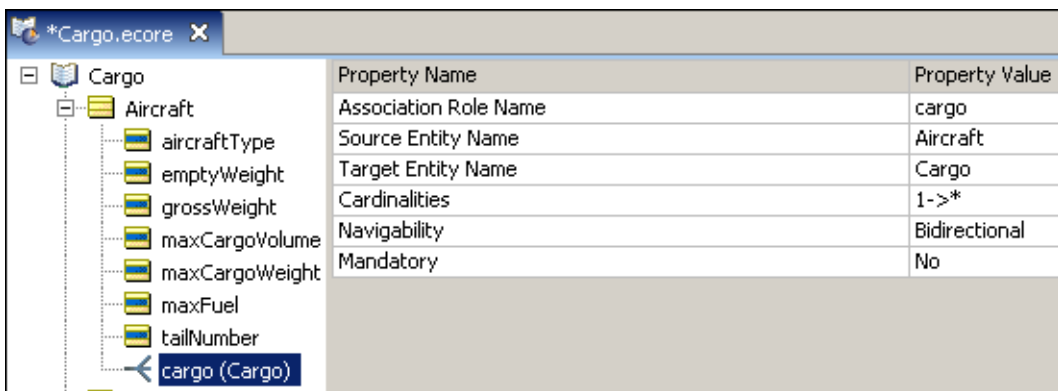 *Cargo.ecore
Cargo
Aircraft
aircraftType
emptyWeight
grossWeight
maxCargoVolume
maxCargoWeight
maxFuel
tailNumber
cargo (Cargo)
Property Name Property Value
Association Role Name cargo
Source Entity Name Aircraft
Target Entity Name Cargo
Cardinalities 1->*
Navigability Bidirectional
Mandatory No